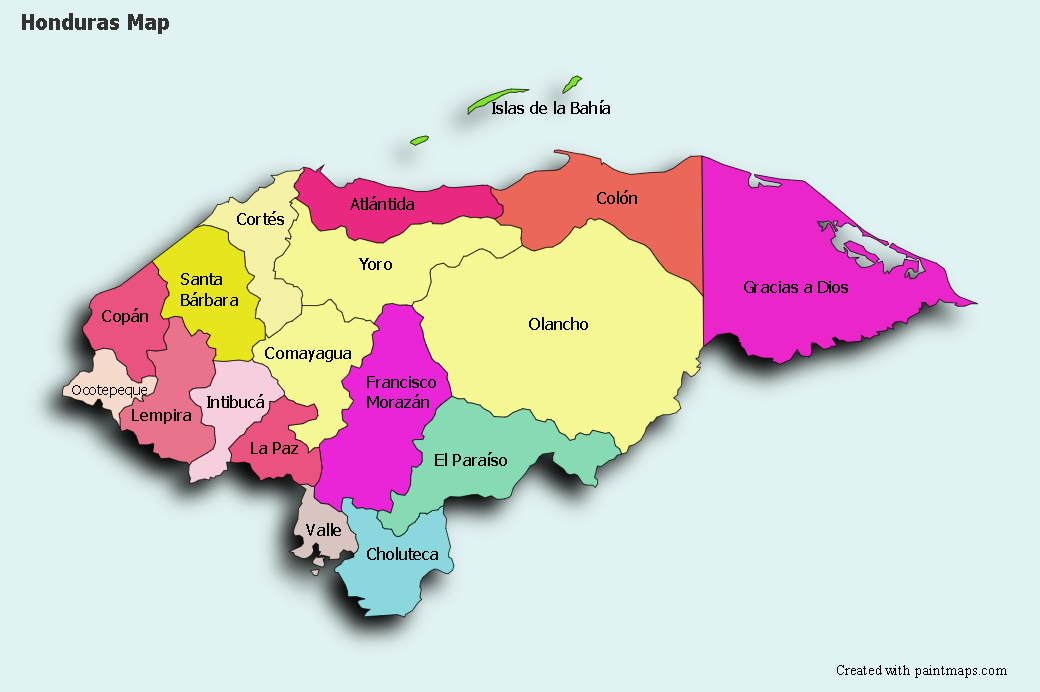 Honduras Map
Islas de la Bahía
Colón
Atlántida
Cortés
Yoro
Santa
Bárbara
Gracias a Dios
Copán
Olancho
Comayagua
Francisco
Morazán
Ocotepeque
Intibucá
Lempira
La Paz
El Paraíso
Valle
Choluteca
Created with paintmaps.com